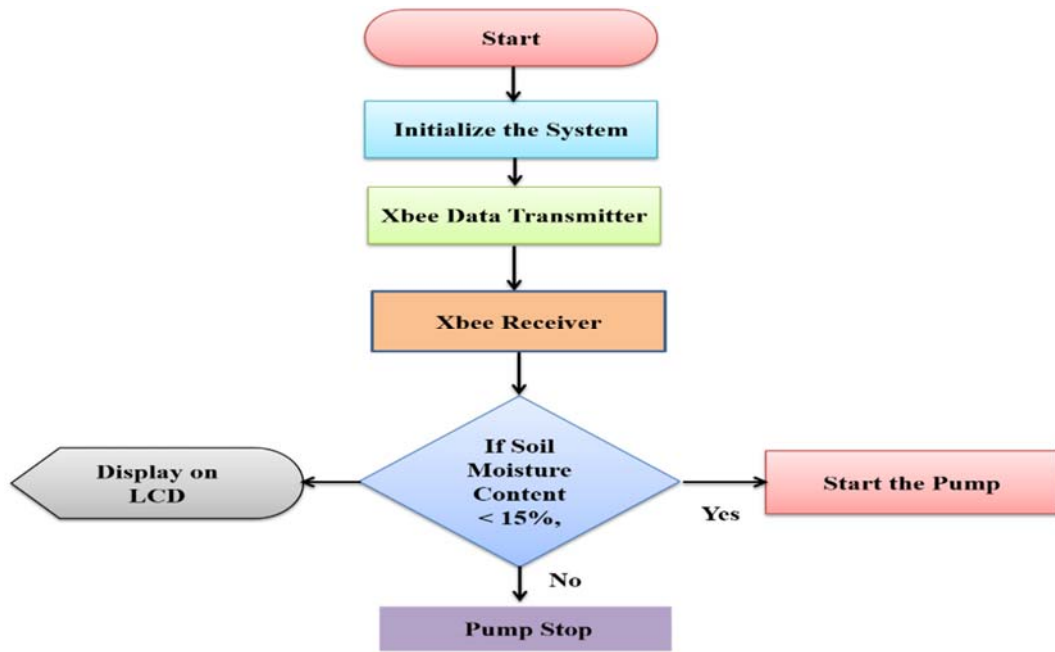 Start
Initialize the System
Xbee Data Transmitter
Xbee Receiver
If Soil
Moisture
Content
< 15%,
Display on
LCD
Yes
Start the Pump
No
Pump Stop